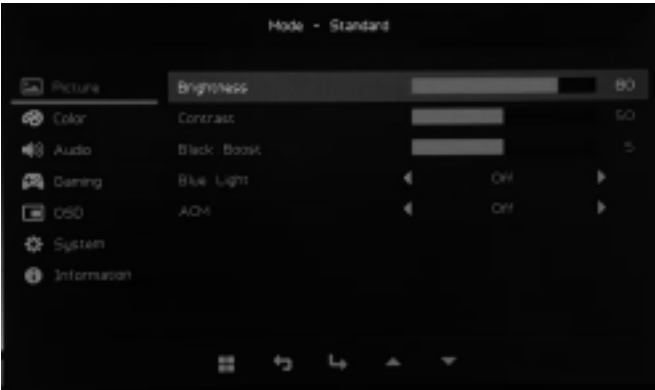 Mode - Standard
Picture
Brightness 80
Color
Contrast 50
Audio
Black Boost 5
Gaming
Blue Light Off
OSD
ACM Off
System
Information